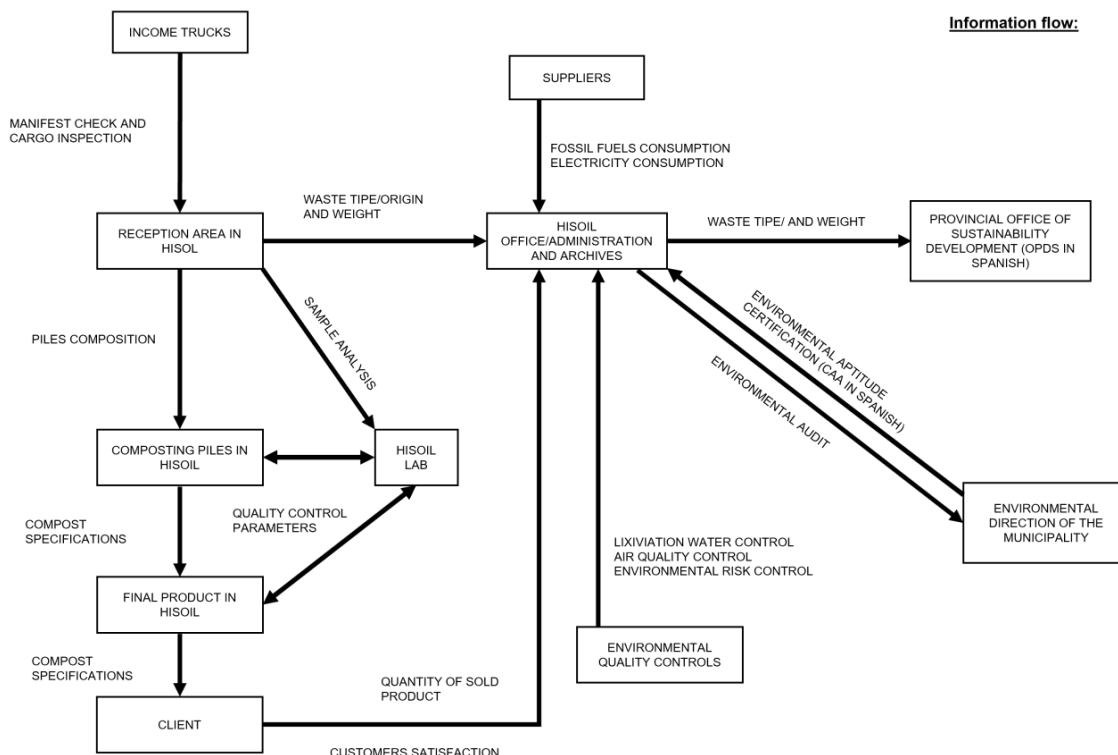 INCOME TRUCKS
Information flow:
SUPPLIERS
MANIFEST CHECK AND
CARGO INSPECTION
FOSSIL FUELS CONSUMPTION
ELECTRICITY CONSUMPTION
WASTE TIPE/ORIGIN
AND WEIGHT
RECEPTION AREA IN
HISOL
HISOIL
OFFICE/ADMINISTRATION
AND ARCHIVES
WASTE TIPE/ AND WEIGHT
PROVINCIAL OFFICE OF
SUSTAINABILITY
DEVELOPMENT (OPDS IN
SPANISH)
PILES COMPOSITION
SAMPLE ANALYSIS
ENVIRONMENTAL APTITUDE
CERTIFICATION (CAA IN SPANISH)
ENVIRONMENTAL AUDIT
COMPOSTING PILES IN
HISOIL
HISOIL
LAB
COMPOST
SPECIFICATIONS
QUALITY CONTROL
PARAMETERS
ENVIRONMENTAL
DIRECTION OF THE
MUNICIPALITY
LIXIVIATION WATER CONTROL
AIR QUALITY CONTROL
ENVIRONMENTAL RISK CONTROL
FINAL PRODUCT IN
HISOIL
ENVIRONMENTAL
QUALITY CONTROLS
COMPOST
SPECIFICATIONS
QUANTITY OF SOLD
PRODUCT
CLIENT
CUSTOMERS SATISFACTION